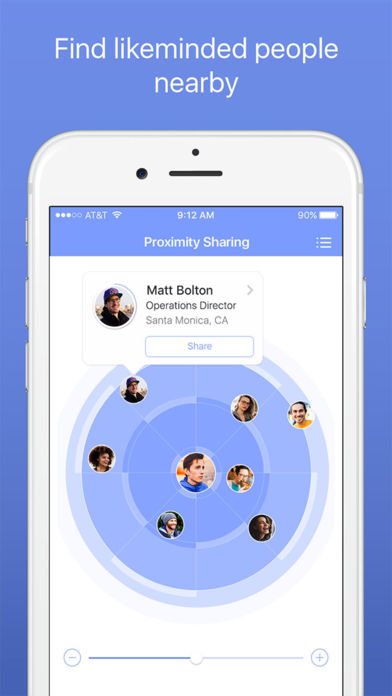 Find likeminded people
nearby
AT&T 9:12 AM 90%
Proximity Sharing
Matt Bolton
Operations Director
Santa Monica, CA
Share